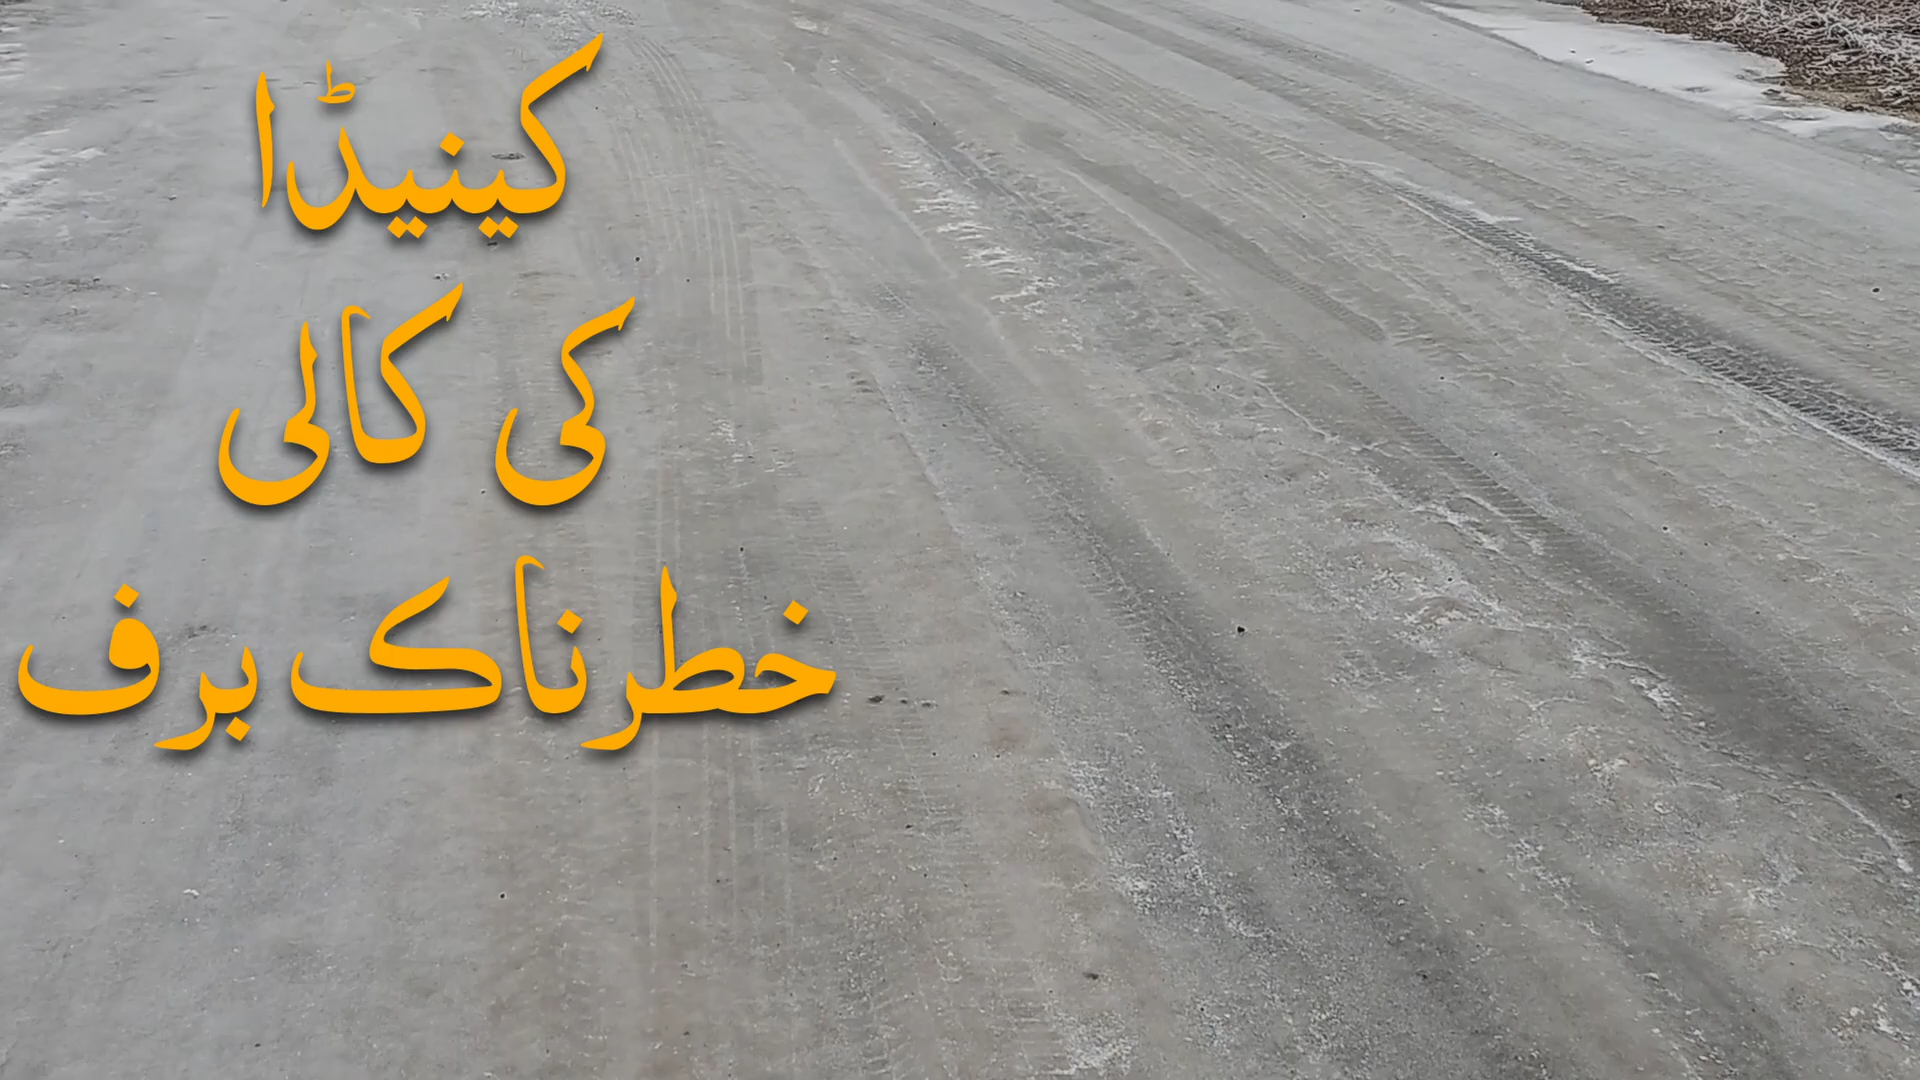 کینیڈا
کی کالی
خطرناک برف